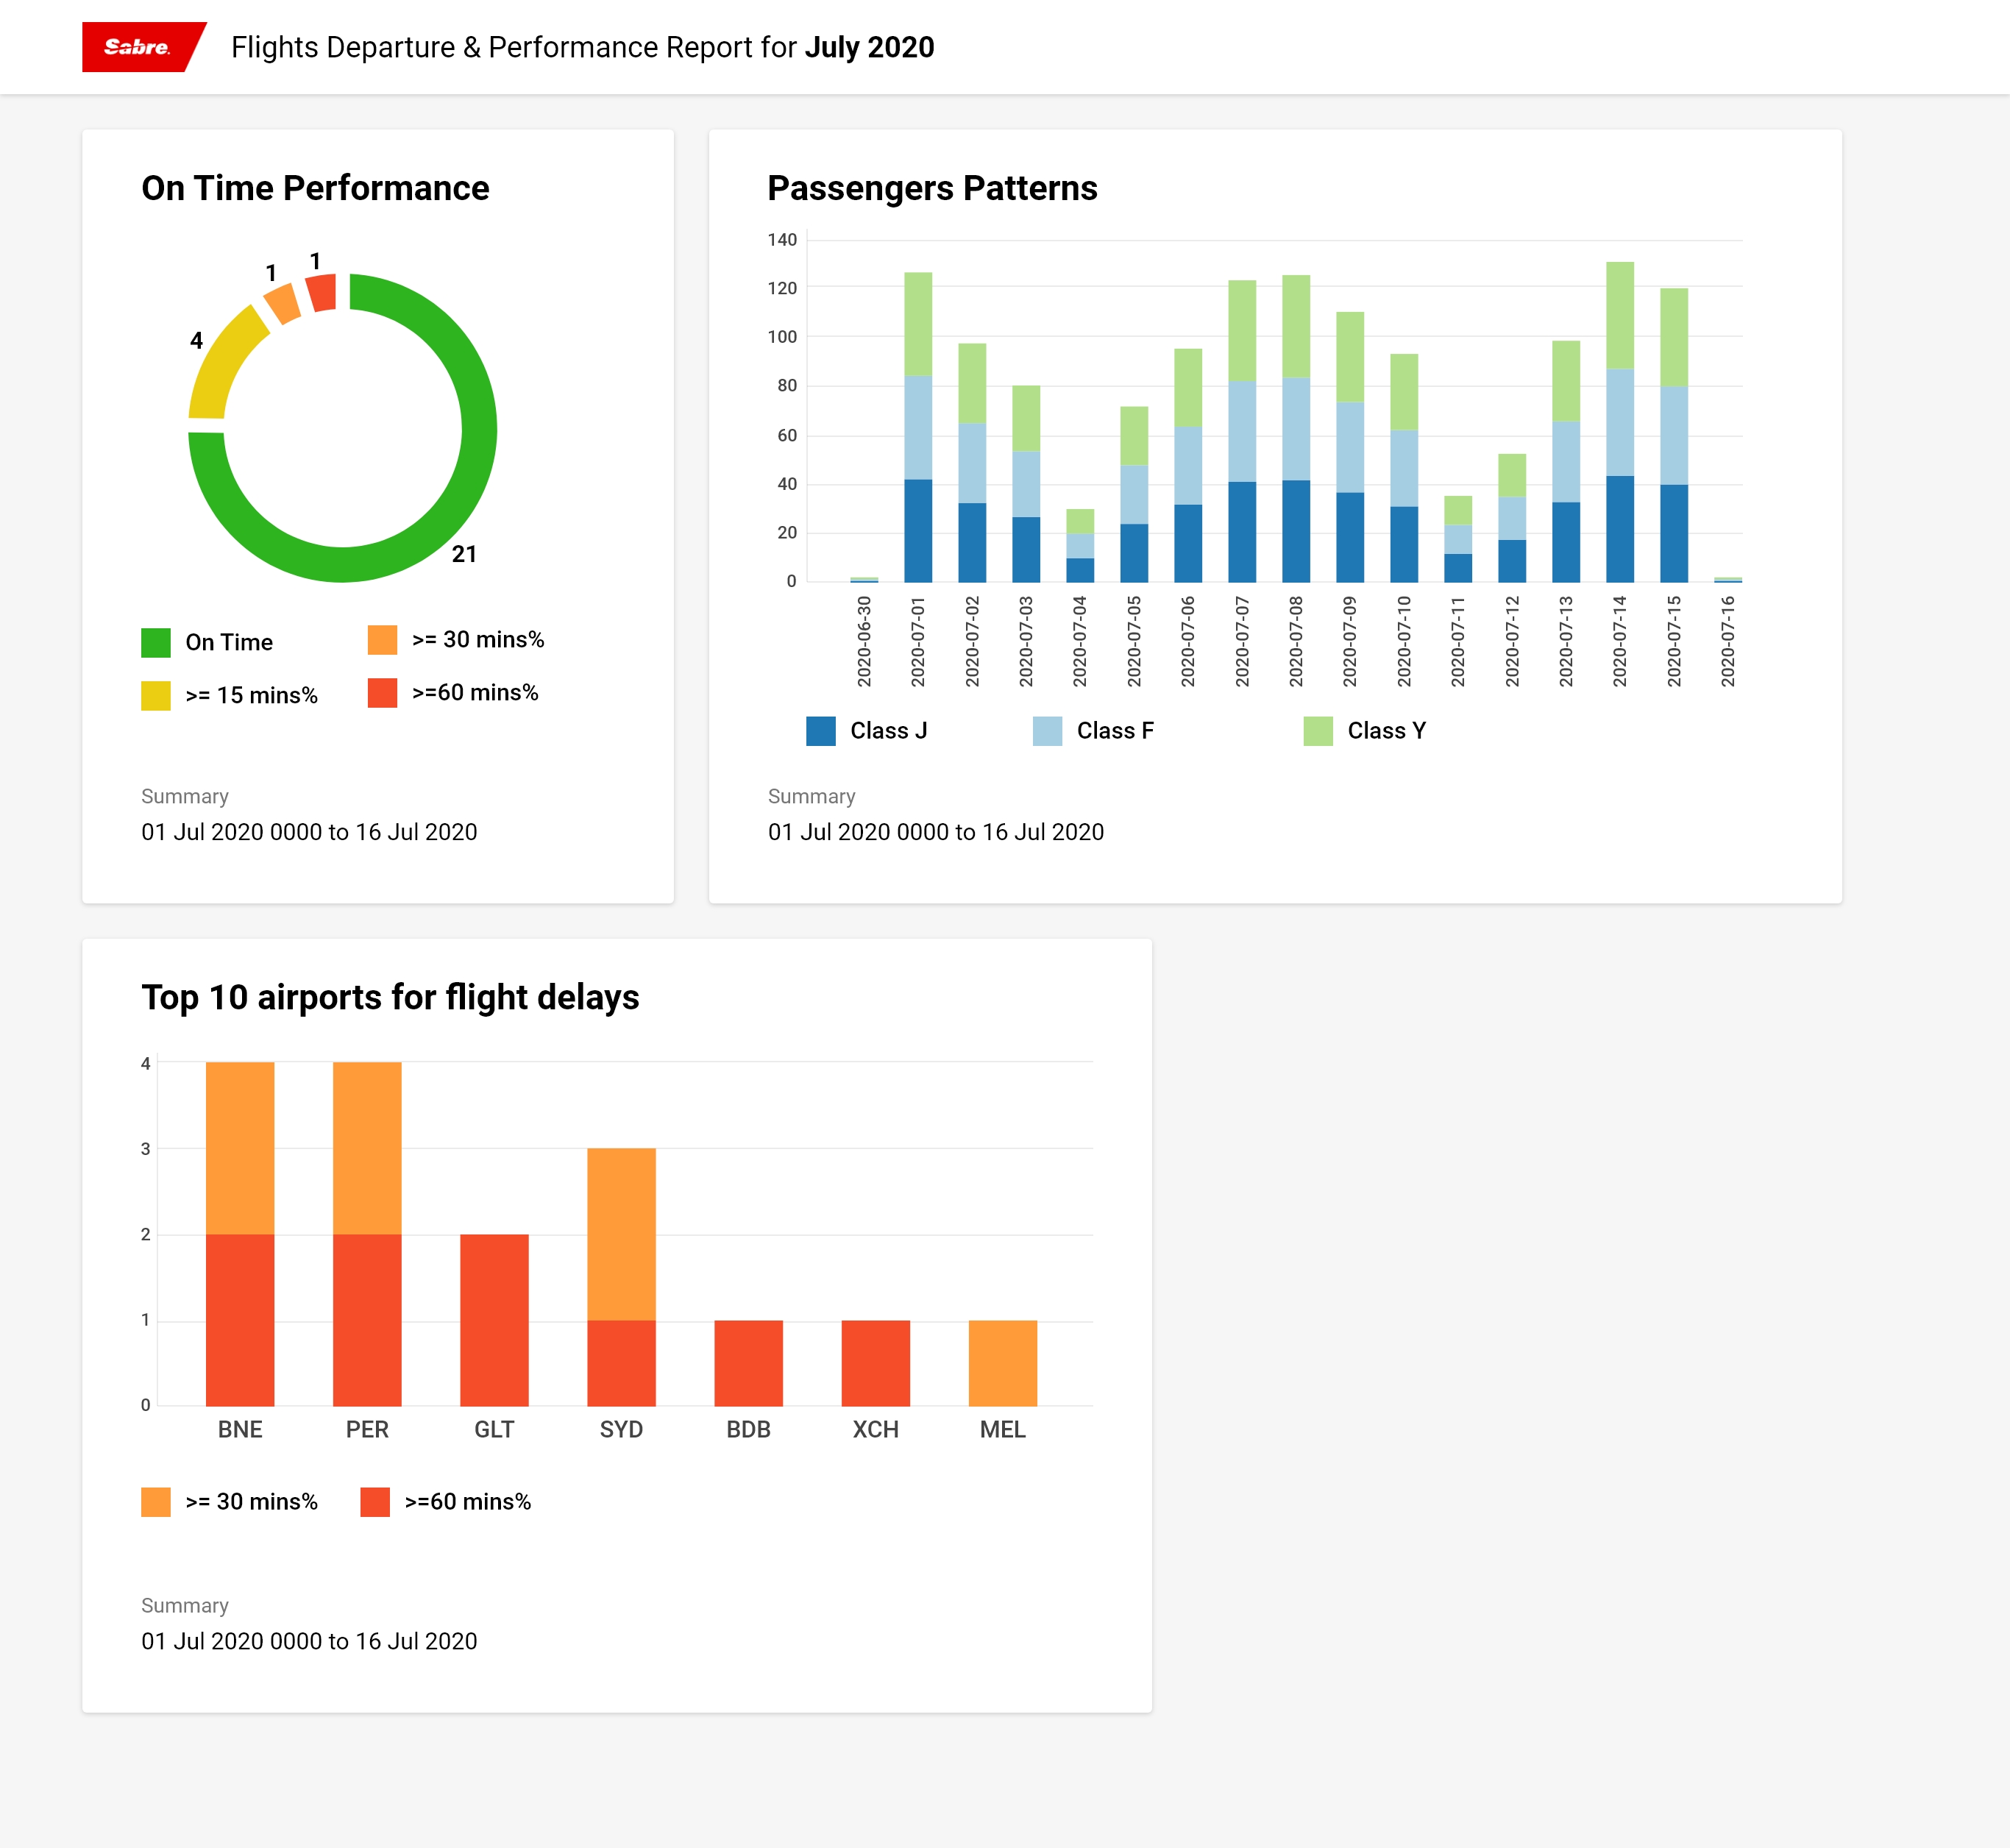 Sabre.
Flights Departure & Performance Report for July 2020
On Time Performance
1
1
4
21
On Time
>= 30 mins%
>= 15 mins%
>=60 mins%
Summary
01 Jul 2020 0000 to 16 Jul 2020
Passengers Patterns
140
120
100
80
60
40
20
0
2020-06-30
2020-07-01
2020-07-02
2020-07-03
2020-07-04
2020-07-05
2020-07-06
2020-07-07
2020-07-08
2020-07-09
2020-07-10
2020-07-11
2020-07-12
2020-07-13
2020-07-14
2020-07-15
2020-07-16
Class J
Class F
Class Y
Summary
01 Jul 2020 0000 to 16 Jul 2020
Top 10 airports for flight delays
4
3
2
1
0
BNE
PER
GLT
SYD
BDB
XCH
MEL
>= 30 mins%
>=60 mins%
Summary
01 Jul 2020 0000 to 16 Jul 2020